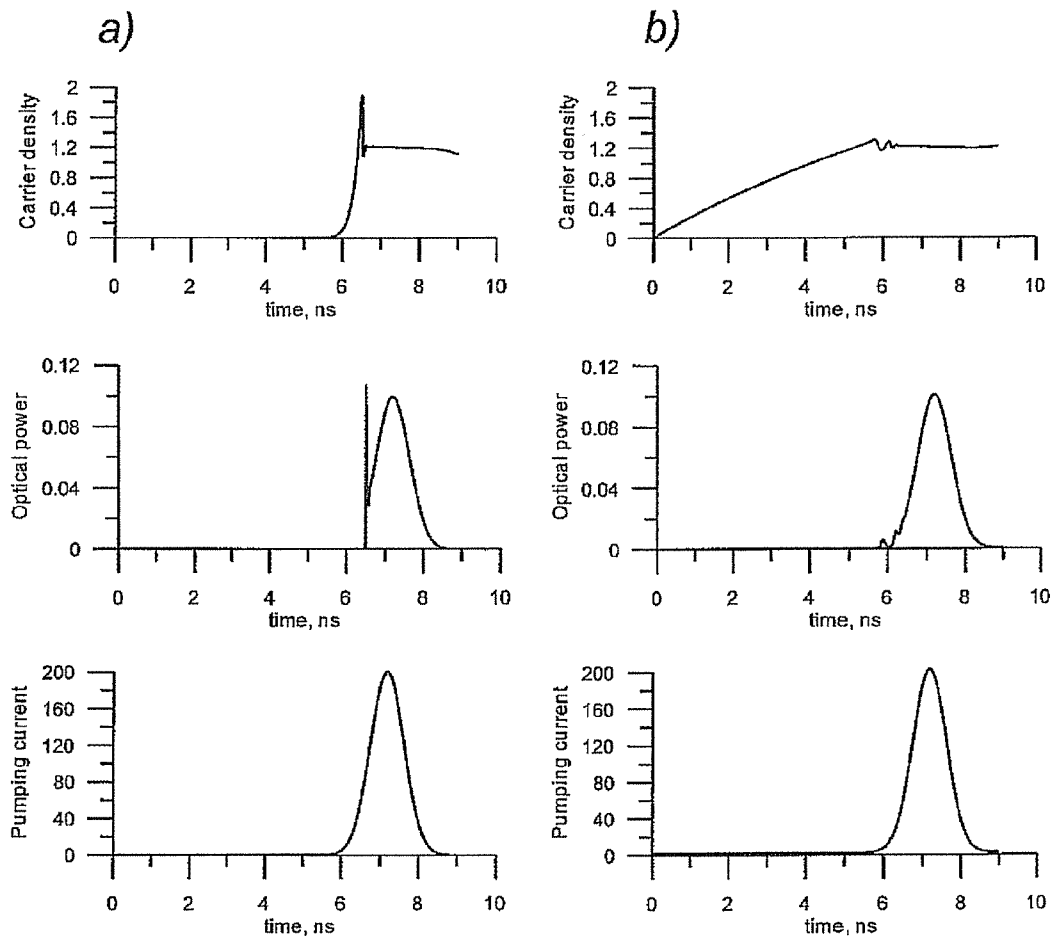 a)
b)
Carrier density
2
1.6
1.2
0.8
0.4
0
0 2 4 6 8 10
time, ns
Carrier density
2
1.6
1.2
0.8
0.4
0
0 2 4 6 8 10
time, ns
Optical power
0.12
0.08
0.04
0
0 2 4 6 8 10
time, ns
Optical power
0.12
0.08
0.04
0
0 2 4 6 8 10
time, ns
Pumping current
200
160
120
80
40
0
0 2 4 6 8 10
time, ns
Pumping current
200
160
120
80
40
0
0 2 4 6 8 10
time, ns